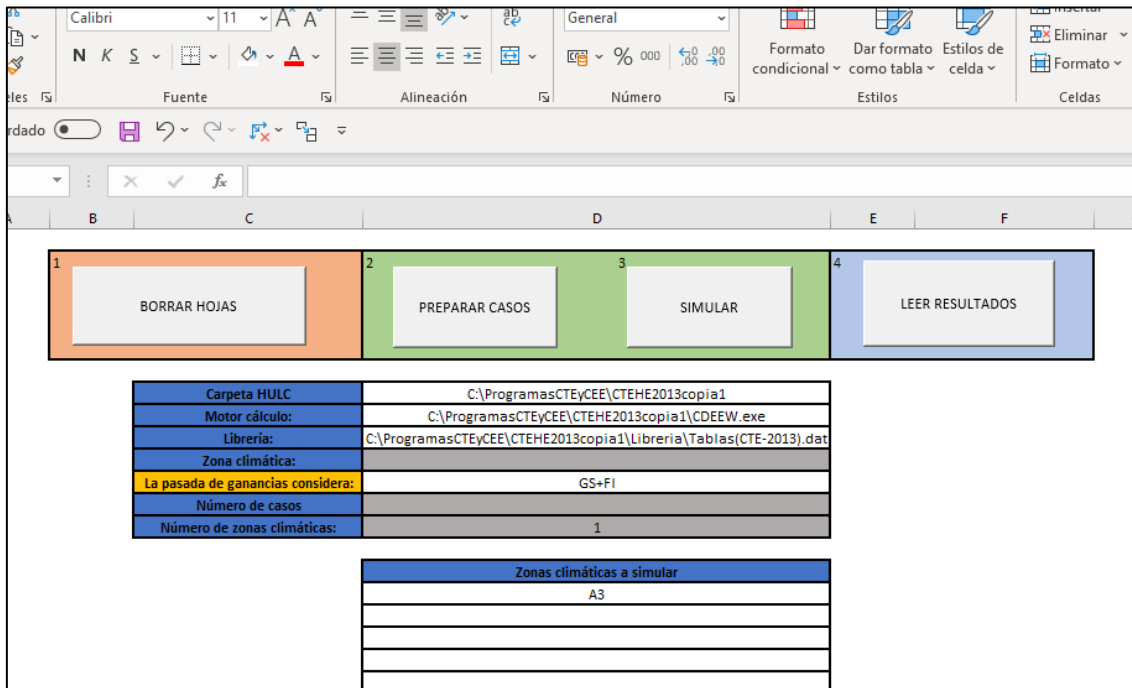 Calibri 11 A A ab General
Eliminar
N K S A % 000 Formato Dar formato Estilos de
condicional como tabla celda Formato
Fuente Alineación Número Estilos Celdas
fx
B C D E F
1 2 3 4
BORRAR HOJAS PREPARAR CASOS SIMULAR LEER RESULTADOS
Carpeta HULC C:\ProgramasCTEyCEE\CTEHE2013copia1
Motor cálculo: C:\ProgramasCTEyCEE\CTEHE2013copia1\CDEEW.exe
Librería: C:\ProgramasCTEyCEE\CTEHE2013copia1\Libreria\Tablas(CTE-2013).dat
Zona climática:
La pasada de ganancias considera: GS+FI
Número de casos
Número de zonas climáticas: 1
Zonas climáticas a simular
A3